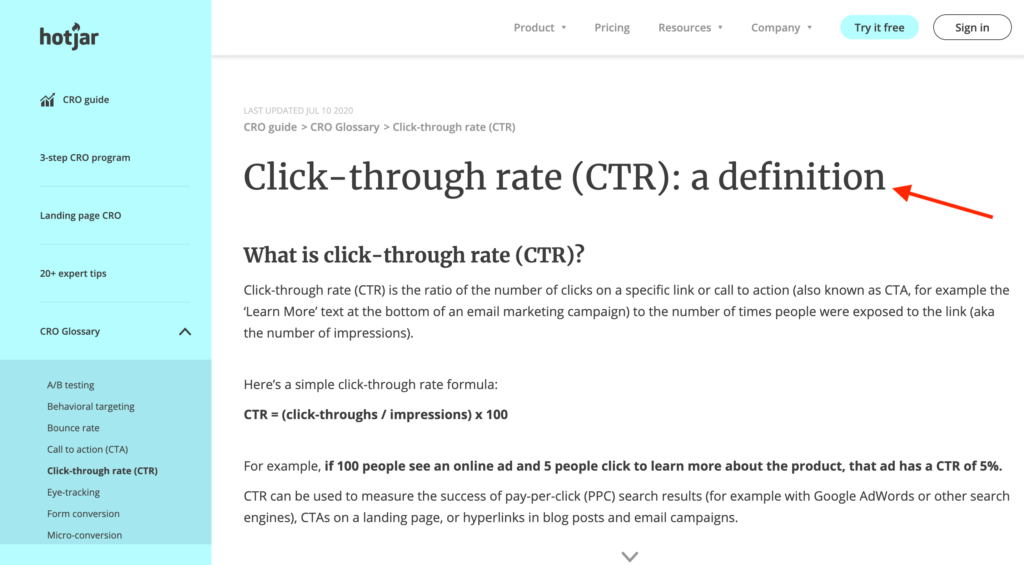 hotjar
Product
Pricing
Resources
Company
Try it free
Sign in
CRO guide
3-step CRO program
Landing page CRO
20+ expert tips
CRO Glossary
A/B testing
Behavioral targeting
Bounce rate
Call to action (CTA)
Click-through rate (CTR)
Eye-tracking
Form conversion
Micro-conversion
LAST UPDATED JUL 10 2020
CRO guide > CRO Glossary > Click-through rate (CTR)
Click-through rate (CTR): a definition
What is click-through rate (CTR)?
Click-through rate (CTR) is the ratio of the number of clicks on a specific link or call to action (also known as CTA, for example the
‘Learn More’ text at the bottom of an email marketing campaign) to the number of times people were exposed to the link (aka
the number of impressions).
Here’s a simple click-through rate formula:
CTR = (click-throughs / impressions) x 100
For example, if 100 people see an online ad and 5 people click to learn more about the product, that ad has a CTR of 5%.
CTR can be used to measure the success of pay-per-click (PPC) search results (for example with Google AdWords or other search
engines), CTAs on a landing page, or hyperlinks in blog posts and email campaigns.